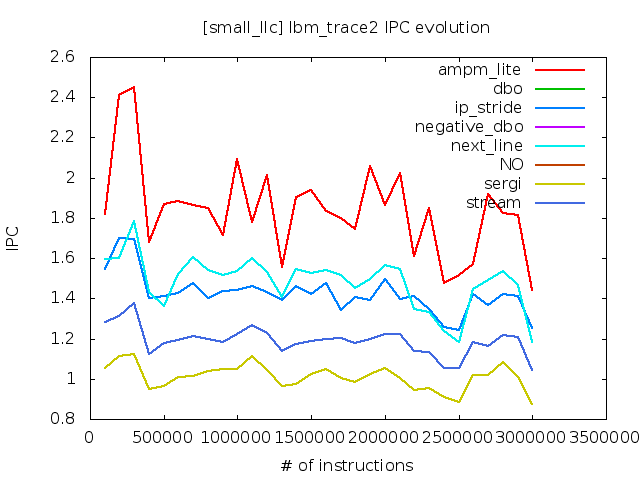 [small_llc] lbm_trace2 IPC evolution
2.6
2.4
2.2
2
1.8
1.6
1.4
1.2
1
0.8
IPC
ampm_lite
dbo
ip_stride
negative_dbo
next_line
NO
sergi
stream
0 500000 1000000 1500000 2000000 2500000 3000000 3500000
# of instructions